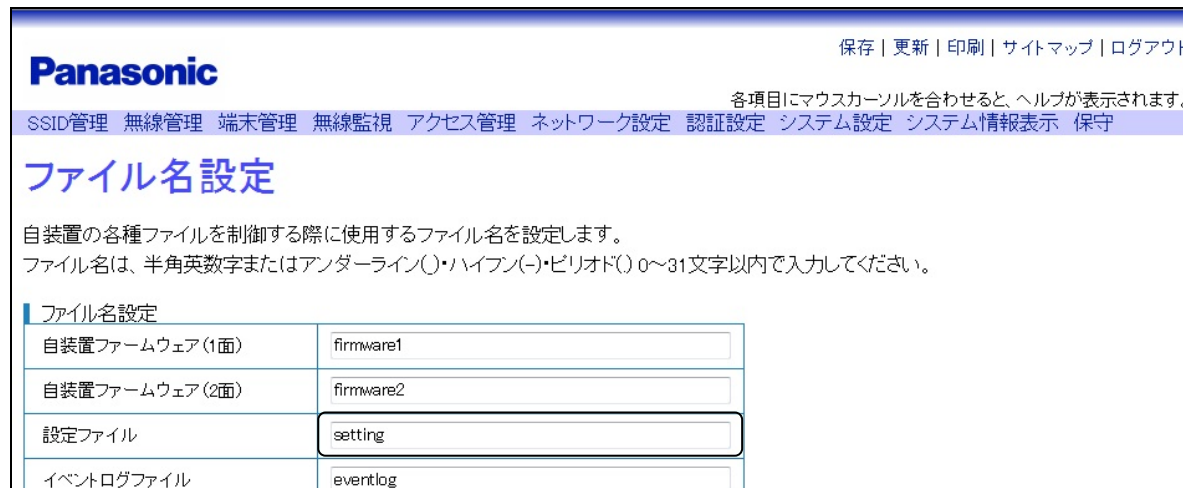 保存 | 更新 | 印刷 | サイトマップ | ログアウト
Panasonic
各項目にマウスカーソルを合わせると、ヘルプが表示されます。
SSID管理 無線管理 端末管理 無線監視 アクセス管理 ネットワーク設定 認証設定 システム設定 システム情報表示 保守
ファイル名設定
自装置の各種ファイルを制御する際に使用するファイル名を設定します。
ファイル名は、半角英数字またはアンダーライン(_)・ハイフン(-)・ピリオド(.) 0～31文字以内で入力してください。
ファイル名設定
自装置ファームウェア(1面) firmware1
自装置ファームウェア(2面) firmware2
設定ファイル setting
イベントログファイル eventlog